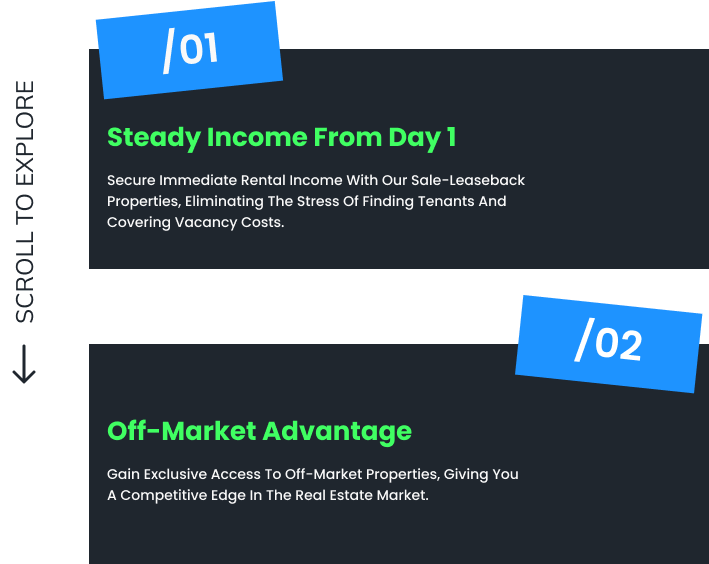 SCROLL TO EXPLORE
/01
Steady Income From Day 1
Secure Immediate Rental Income With Our Sale-Leaseback
Properties, Eliminating The Stress Of Finding Tenants And
Covering Vacancy Costs.
/02
Off-Market Advantage
Gain Exclusive Access To Off-Market Properties, Giving You
A Competitive Edge In The Real Estate Market.